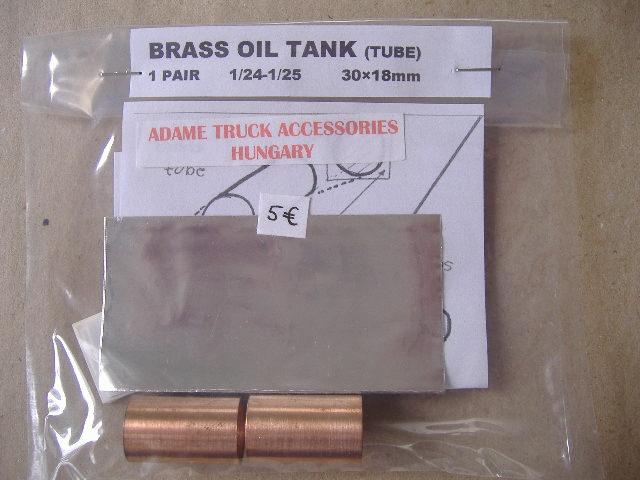 BRASS OIL TANK (TUBE)
1 PAIR 1/24-1/25 30×18mm
ADAME TRUCK ACCESSORIES
HUNGARY
tube
5€